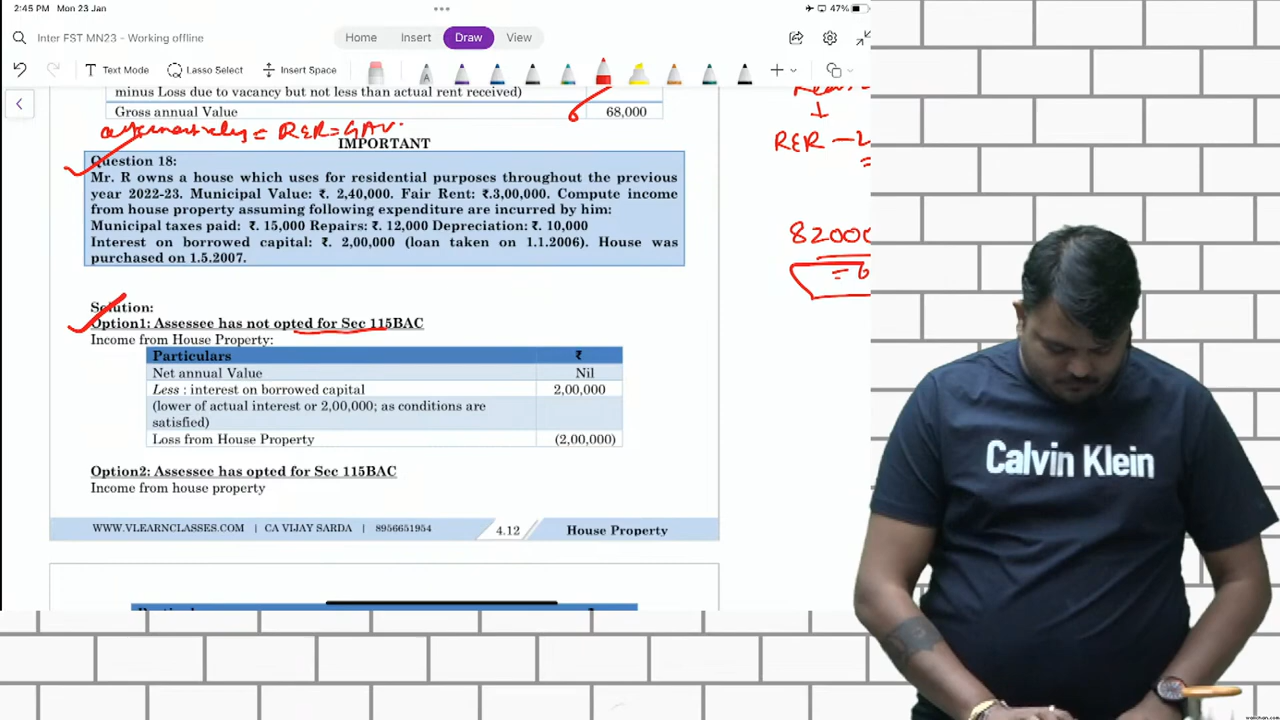 2:45 PM Mon 23 Jan
47%
Inter FST MN23 - Working offline
Home Insert Draw View
Text Mode Lasso Select Insert Space
minus Loss due to vacancy but not less than actual rent received)
Gross annual Value 68,000
= RER = GAV.
RER
IMPORTANT
Question 18:
Mr. R owns a house which uses for residential purposes throughout the previous
year 2022-23. Municipal Value: ₹. 2,40,000. Fair Rent: ₹.3,00,000. Compute income
from house property assuming following expenditure are incurred by him:
Municipal taxes paid: ₹. 15,000 Repairs: ₹. 12,000 Depreciation: ₹. 10,000
Interest on borrowed capital: ₹. 2,00,000 (loan taken on 1.1.2006). House was
purchased on 1.5.2007.
82000
Solution:
Option1: Assessee has not opted for Sec 115BAC
Income from House Property:
Particulars ₹
Net annual Value Nil
Less : interest on borrowed capital 2,00,000
(lower of actual interest or 2,00,000; as conditions are
satisfied)
Loss from House Property (2,00,000)
Option2: Assessee has opted for Sec 115BAC
Income from house property
WWW.VLEARNCLASSES.COM | CA VIJAY SARDA | 8956651954 4.12 House Property
Calvin Klein